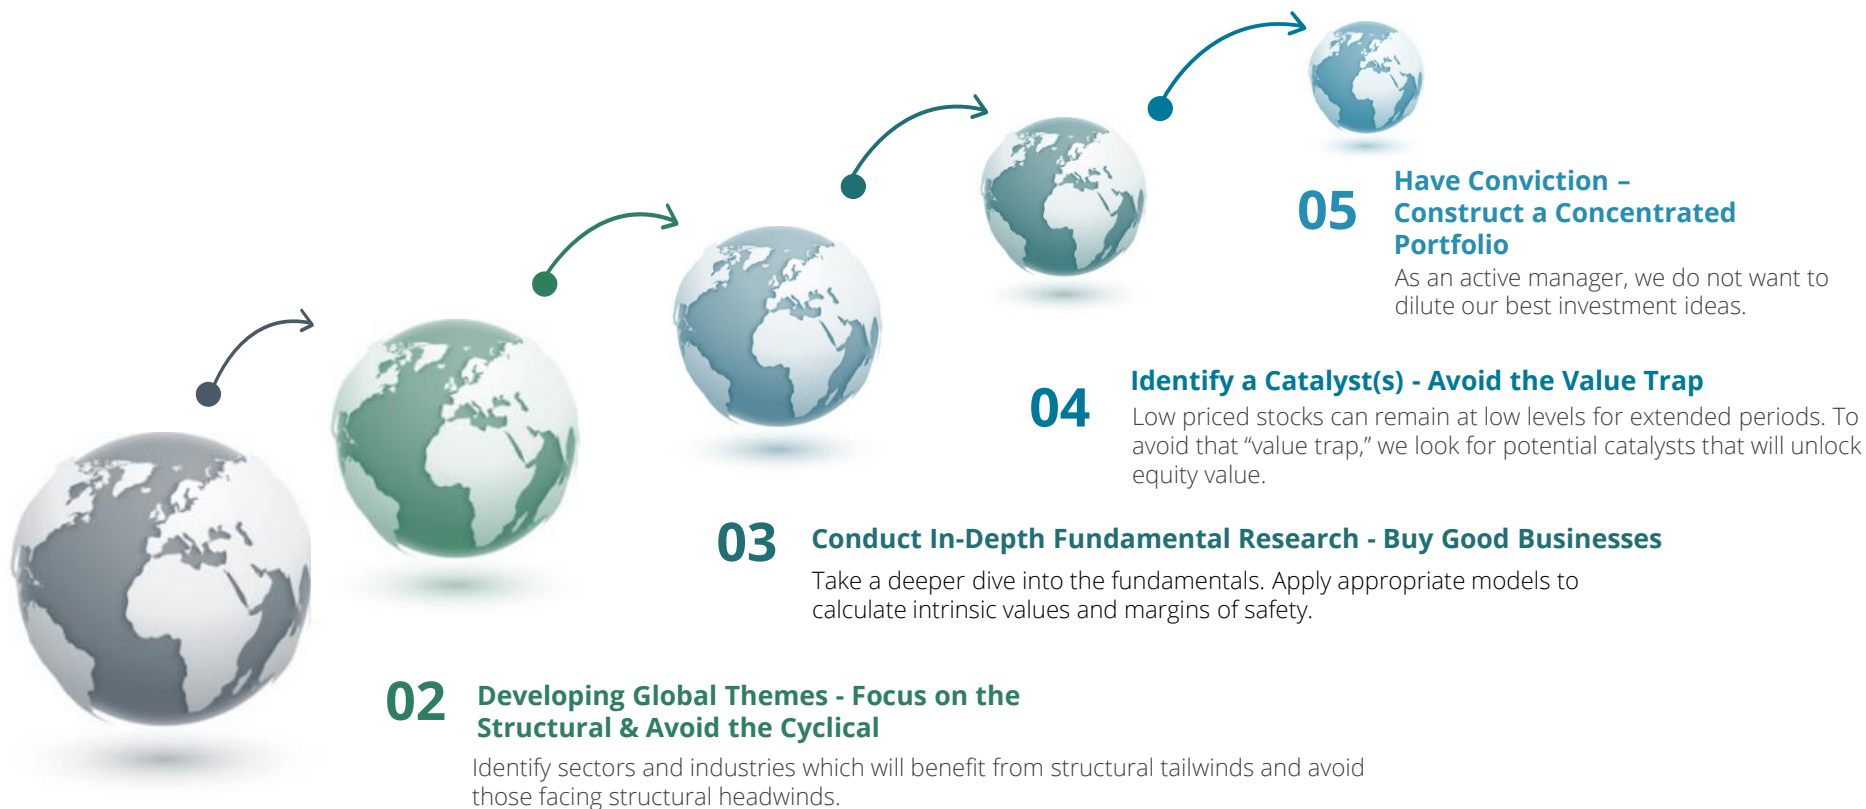 05
Have Conviction –
Construct a Concentrated
Portfolio
As an active manager, we do not want to
dilute our best investment ideas.
04
Identify a Catalyst(s) - Avoid the Value Trap
Low priced stocks can remain at low levels for extended periods. To
avoid that “value trap,” we look for potential catalysts that will unlock
equity value.
03
Conduct In-Depth Fundamental Research - Buy Good Businesses
Take a deeper dive into the fundamentals. Apply appropriate models to
calculate intrinsic values and margins of safety.
02
Developing Global Themes - Focus on the
Structural & Avoid the Cyclical
Identify sectors and industries which will benefit from structural tailwinds and avoid
those facing structural headwinds.